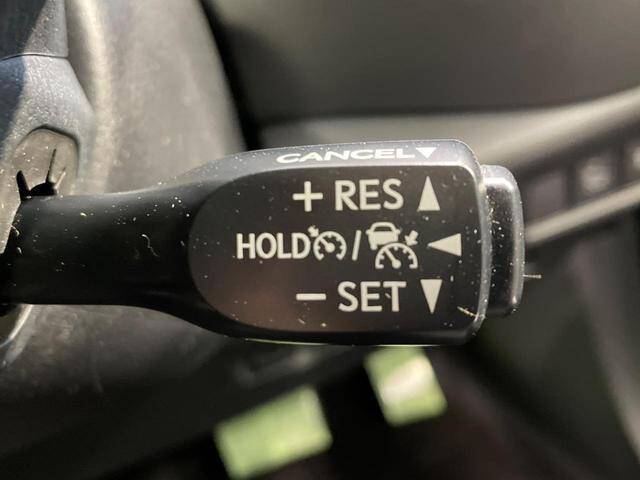 CANCEL▼
+ RES ▲
HOLD / ◀
− SET ▼